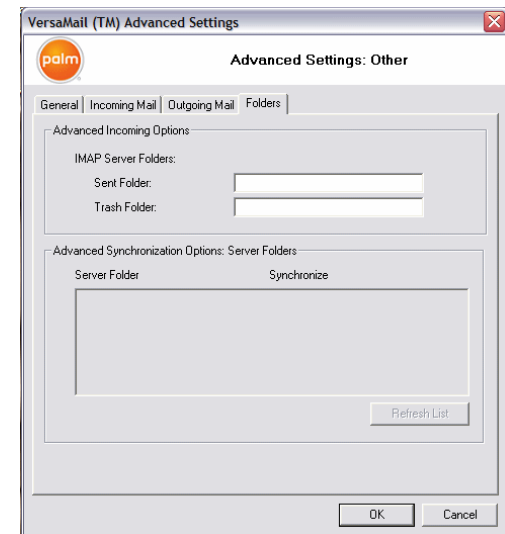 VersaMail (TM) Advanced Settings
palm
Advanced Settings: Other
General Incoming Mail Outgoing Mail Folders
Advanced Incoming Options
IMAP Server Folders:
Sent Folder:
Trash Folder:
Advanced Synchronization Options: Server Folders
Server Folder Synchronize
Refresh List
OK Cancel